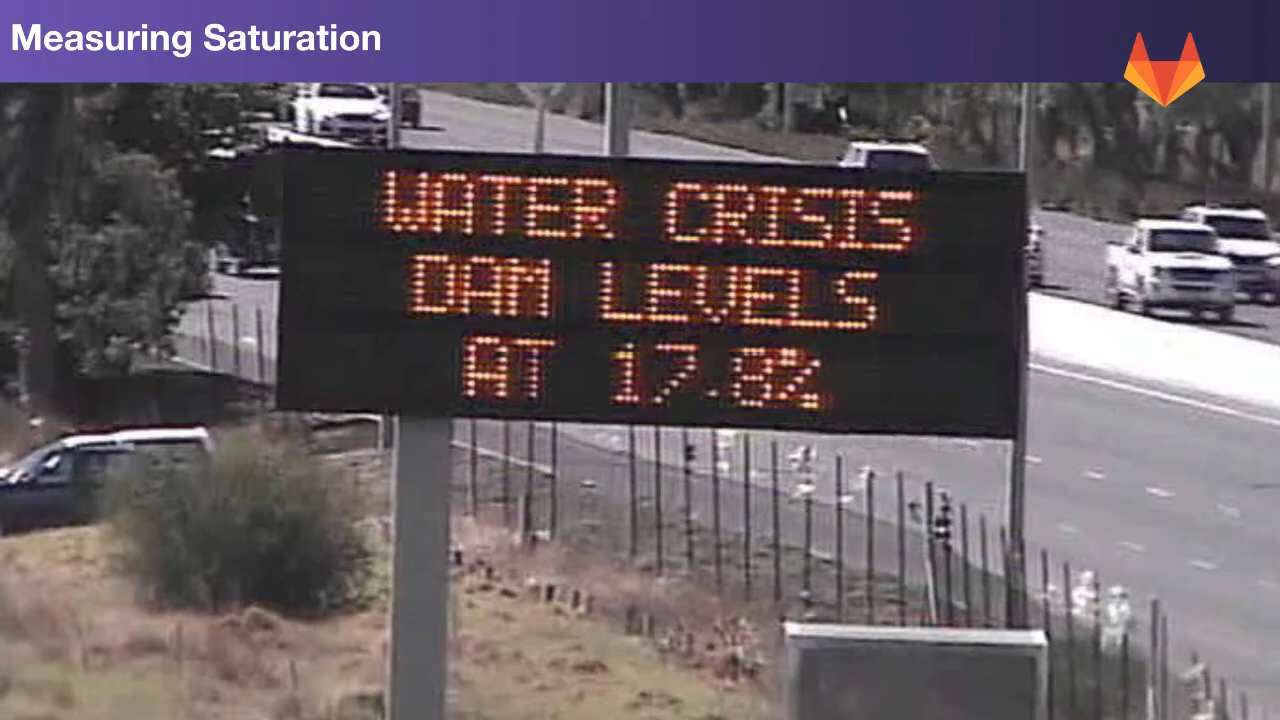 Measuring Saturation
WATER CRISIS
DAM LEVELS
AT 17.8%